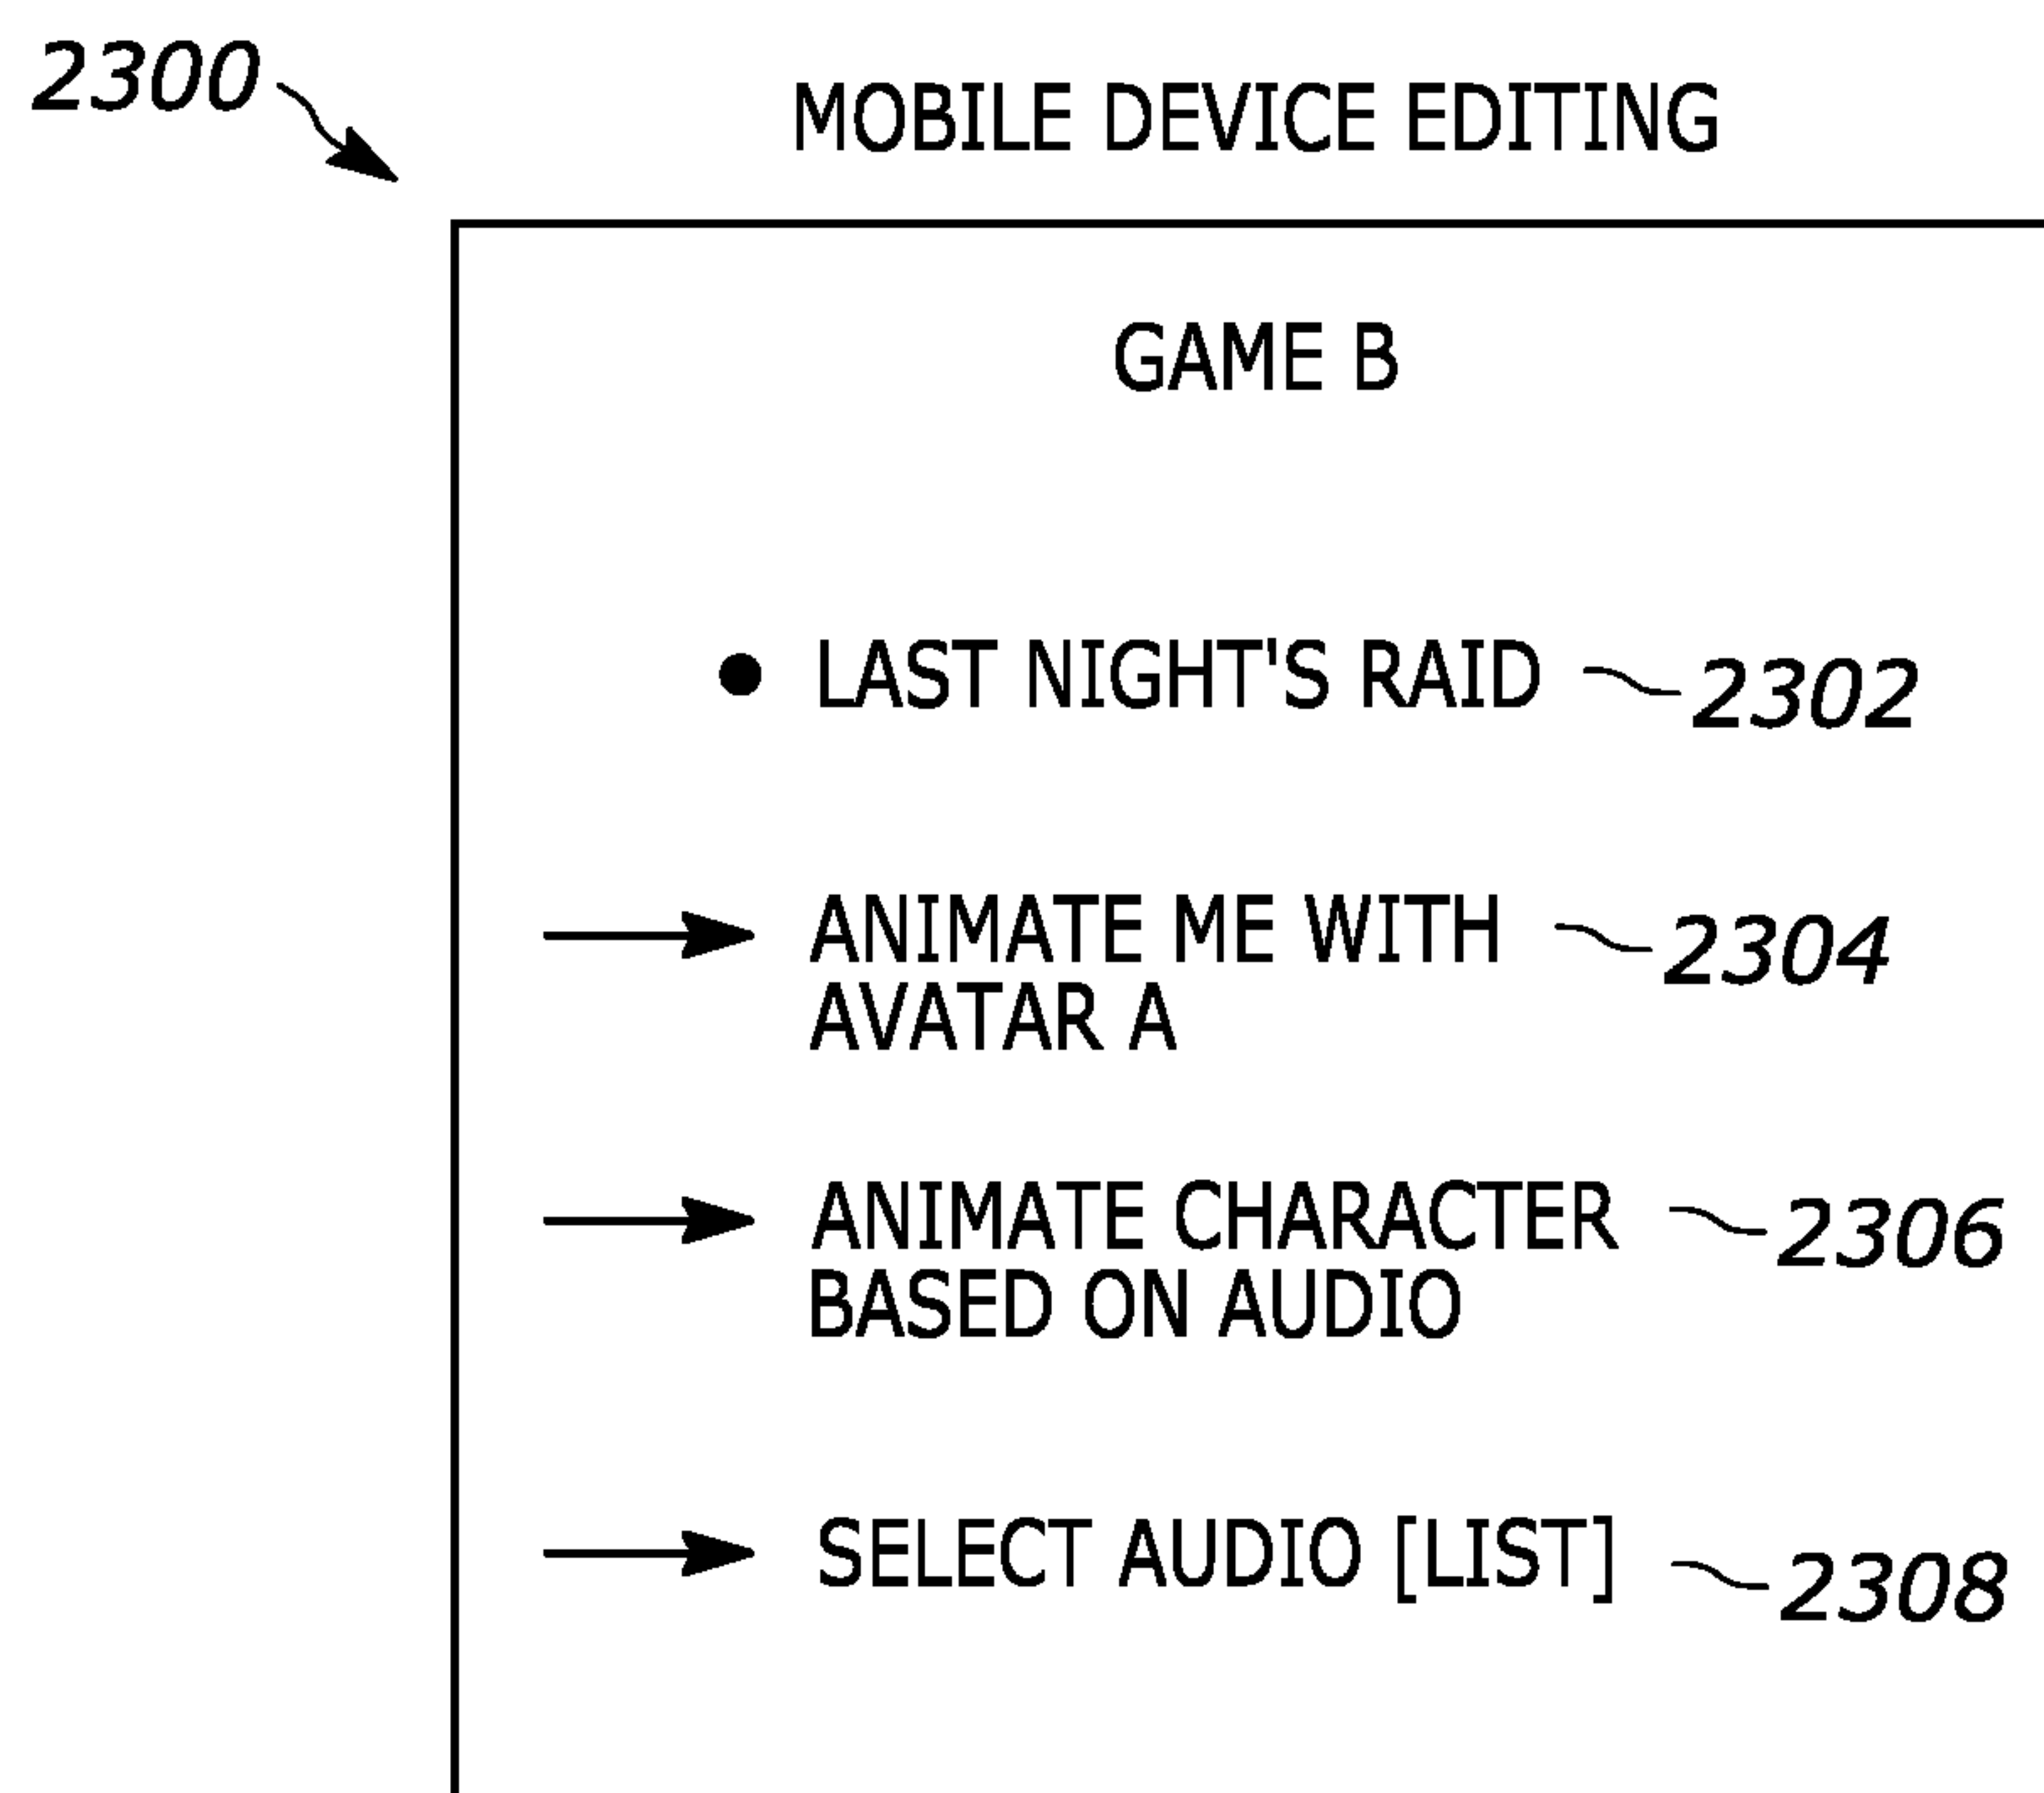 2300
MOBILE DEVICE EDITING
GAME B
● LAST NIGHT'S RAID 2302
ANIMATE ME WITH 2304
AVATAR A
ANIMATE CHARACTER 2306
BASED ON AUDIO
SELECT AUDIO [LIST] 2308